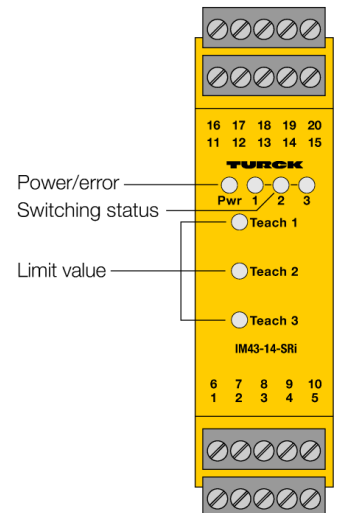 16 17 18 19 20
11 12 13 14 15
TURCK
Power/error
Pwr 1 2 3
Switching status
Teach 1
Limit value
Teach 2
Teach 3
IM43-14-SRi
6 7 8 9 10
1 2 3 4 5